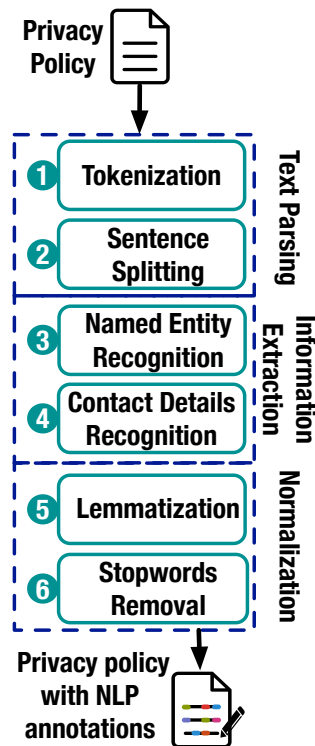 Privacy
Policy
1
Tokenization
2
Sentence
Splitting
Text Parsing
3
Named Entity
Recognition
4
Contact Details
Recognition
Information
Extraction
5
Lemmatization
6
Stopwords
Removal
Normalization
Privacy policy
with NLP
annotations